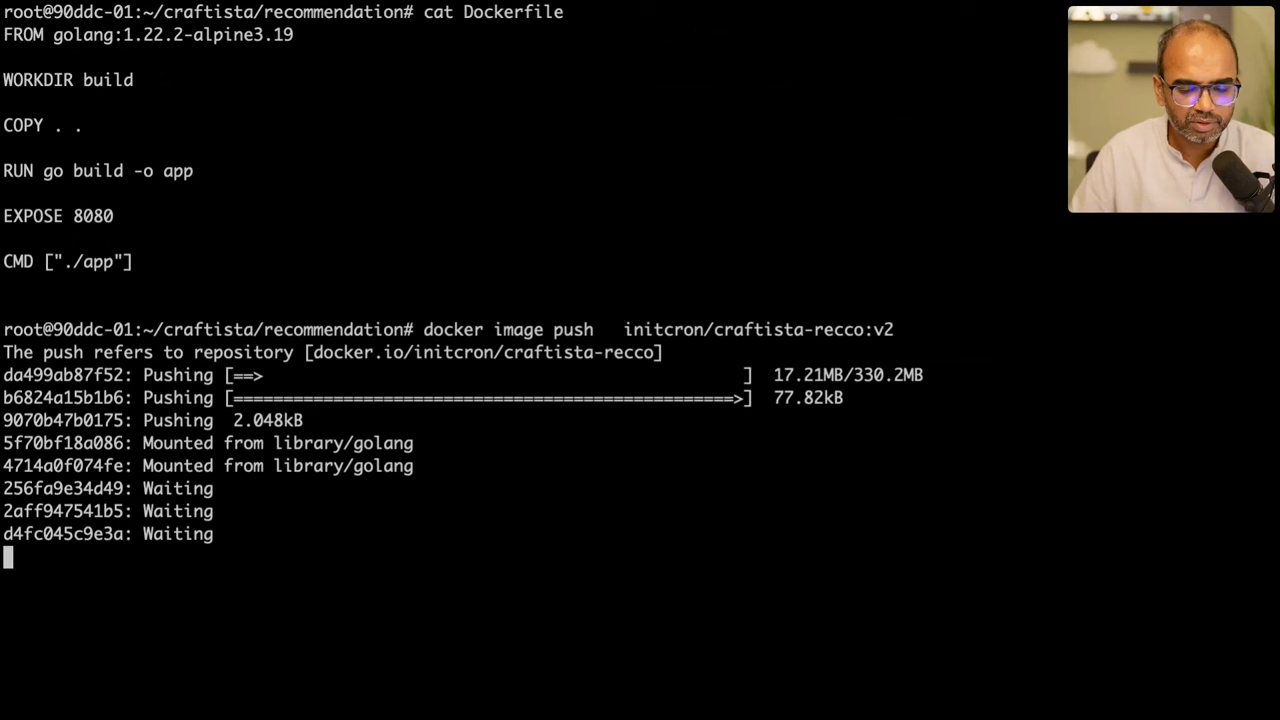 root@90ddc-01:~/craftista/recommendation# cat Dockerfile
FROM golang:1.22.2-alpine3.19
WORKDIR build
COPY . .
RUN go build -o app
EXPOSE 8080
CMD ["./app"]
root@90ddc-01:~/craftista/recommendation# docker image push   initcron/craftista-recco:v2
The push refers to repository [docker.io/initcron/craftista-recco]
da499ab87f52: Pushing [==>                                                ]  17.21MB/330.2MB
b6824a15b1b6: Pushing [==================================================>]  77.82kB
9070b47b0175: Pushing  2.048kB
5f70bf18a086: Mounted from library/golang
4714a0f074fe: Mounted from library/golang
256fa9e34d49: Waiting
2aff947541b5: Waiting
d4fc045c9e3a: Waiting